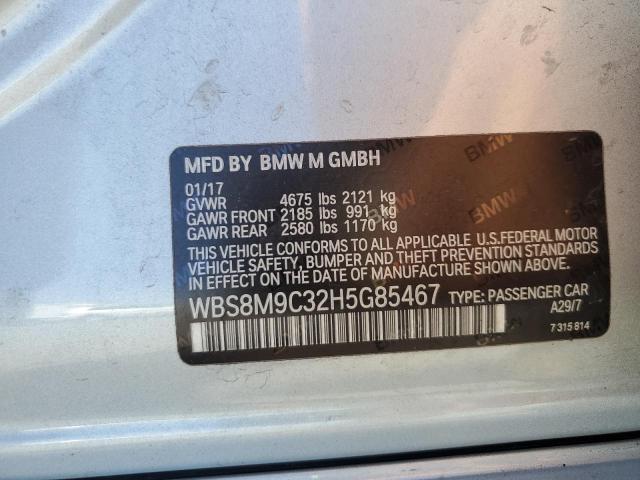 MFD BY BMW M GMBH
01/17
GVWR 4675 lbs 2121 kg
GAWR FRONT 2185 lbs 991 kg
GAWR REAR 2580 lbs 1170 kg
THIS VEHICLE CONFORMS TO ALL APPLICABLE U.S.FEDERAL MOTOR
VEHICLE SAFETY, BUMPER AND THEFT PREVENTION STANDARDS
IN EFFECT ON THE DATE OF MANUFACTURE SHOWN ABOVE.
WBS8M9C32H5G85467 TYPE: PASSENGER CAR
A29/7
7 315 814